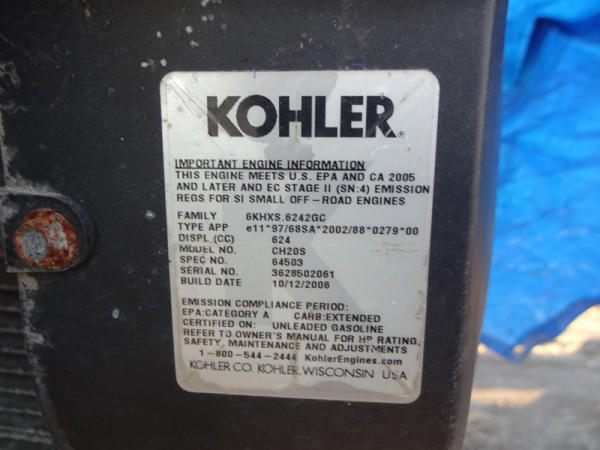 KOHLER.
IMPORTANT ENGINE INFORMATION
THIS ENGINE MEETS U.S. EPA AND CA 2005
AND LATER AND EC STAGE II (SN:4) EMISSION
REGS FOR SI SMALL OFF-ROAD ENGINES
FAMILY 6KHXS.6242GC
TYPE APP e11*97/68SA*2002/88*0279*00
DISPL. (CC) 624
MODEL NO. CH20S
SPEC NO. 64503
SERIAL NO. 3628502061
BUILD DATE 10/12/2006
EMISSION COMPLIANCE PERIOD:
EPA:CATEGORY A CARB:EXTENDED
CERTIFIED ON: UNLEADED GASOLINE
REFER TO OWNER'S MANUAL FOR HP RATING,
SAFETY, MAINTENANCE AND ADJUSTMENTS
1-800-544-2444 KohlerEngines.com
KOHLER CO. KOHLER, WISCONSIN USA